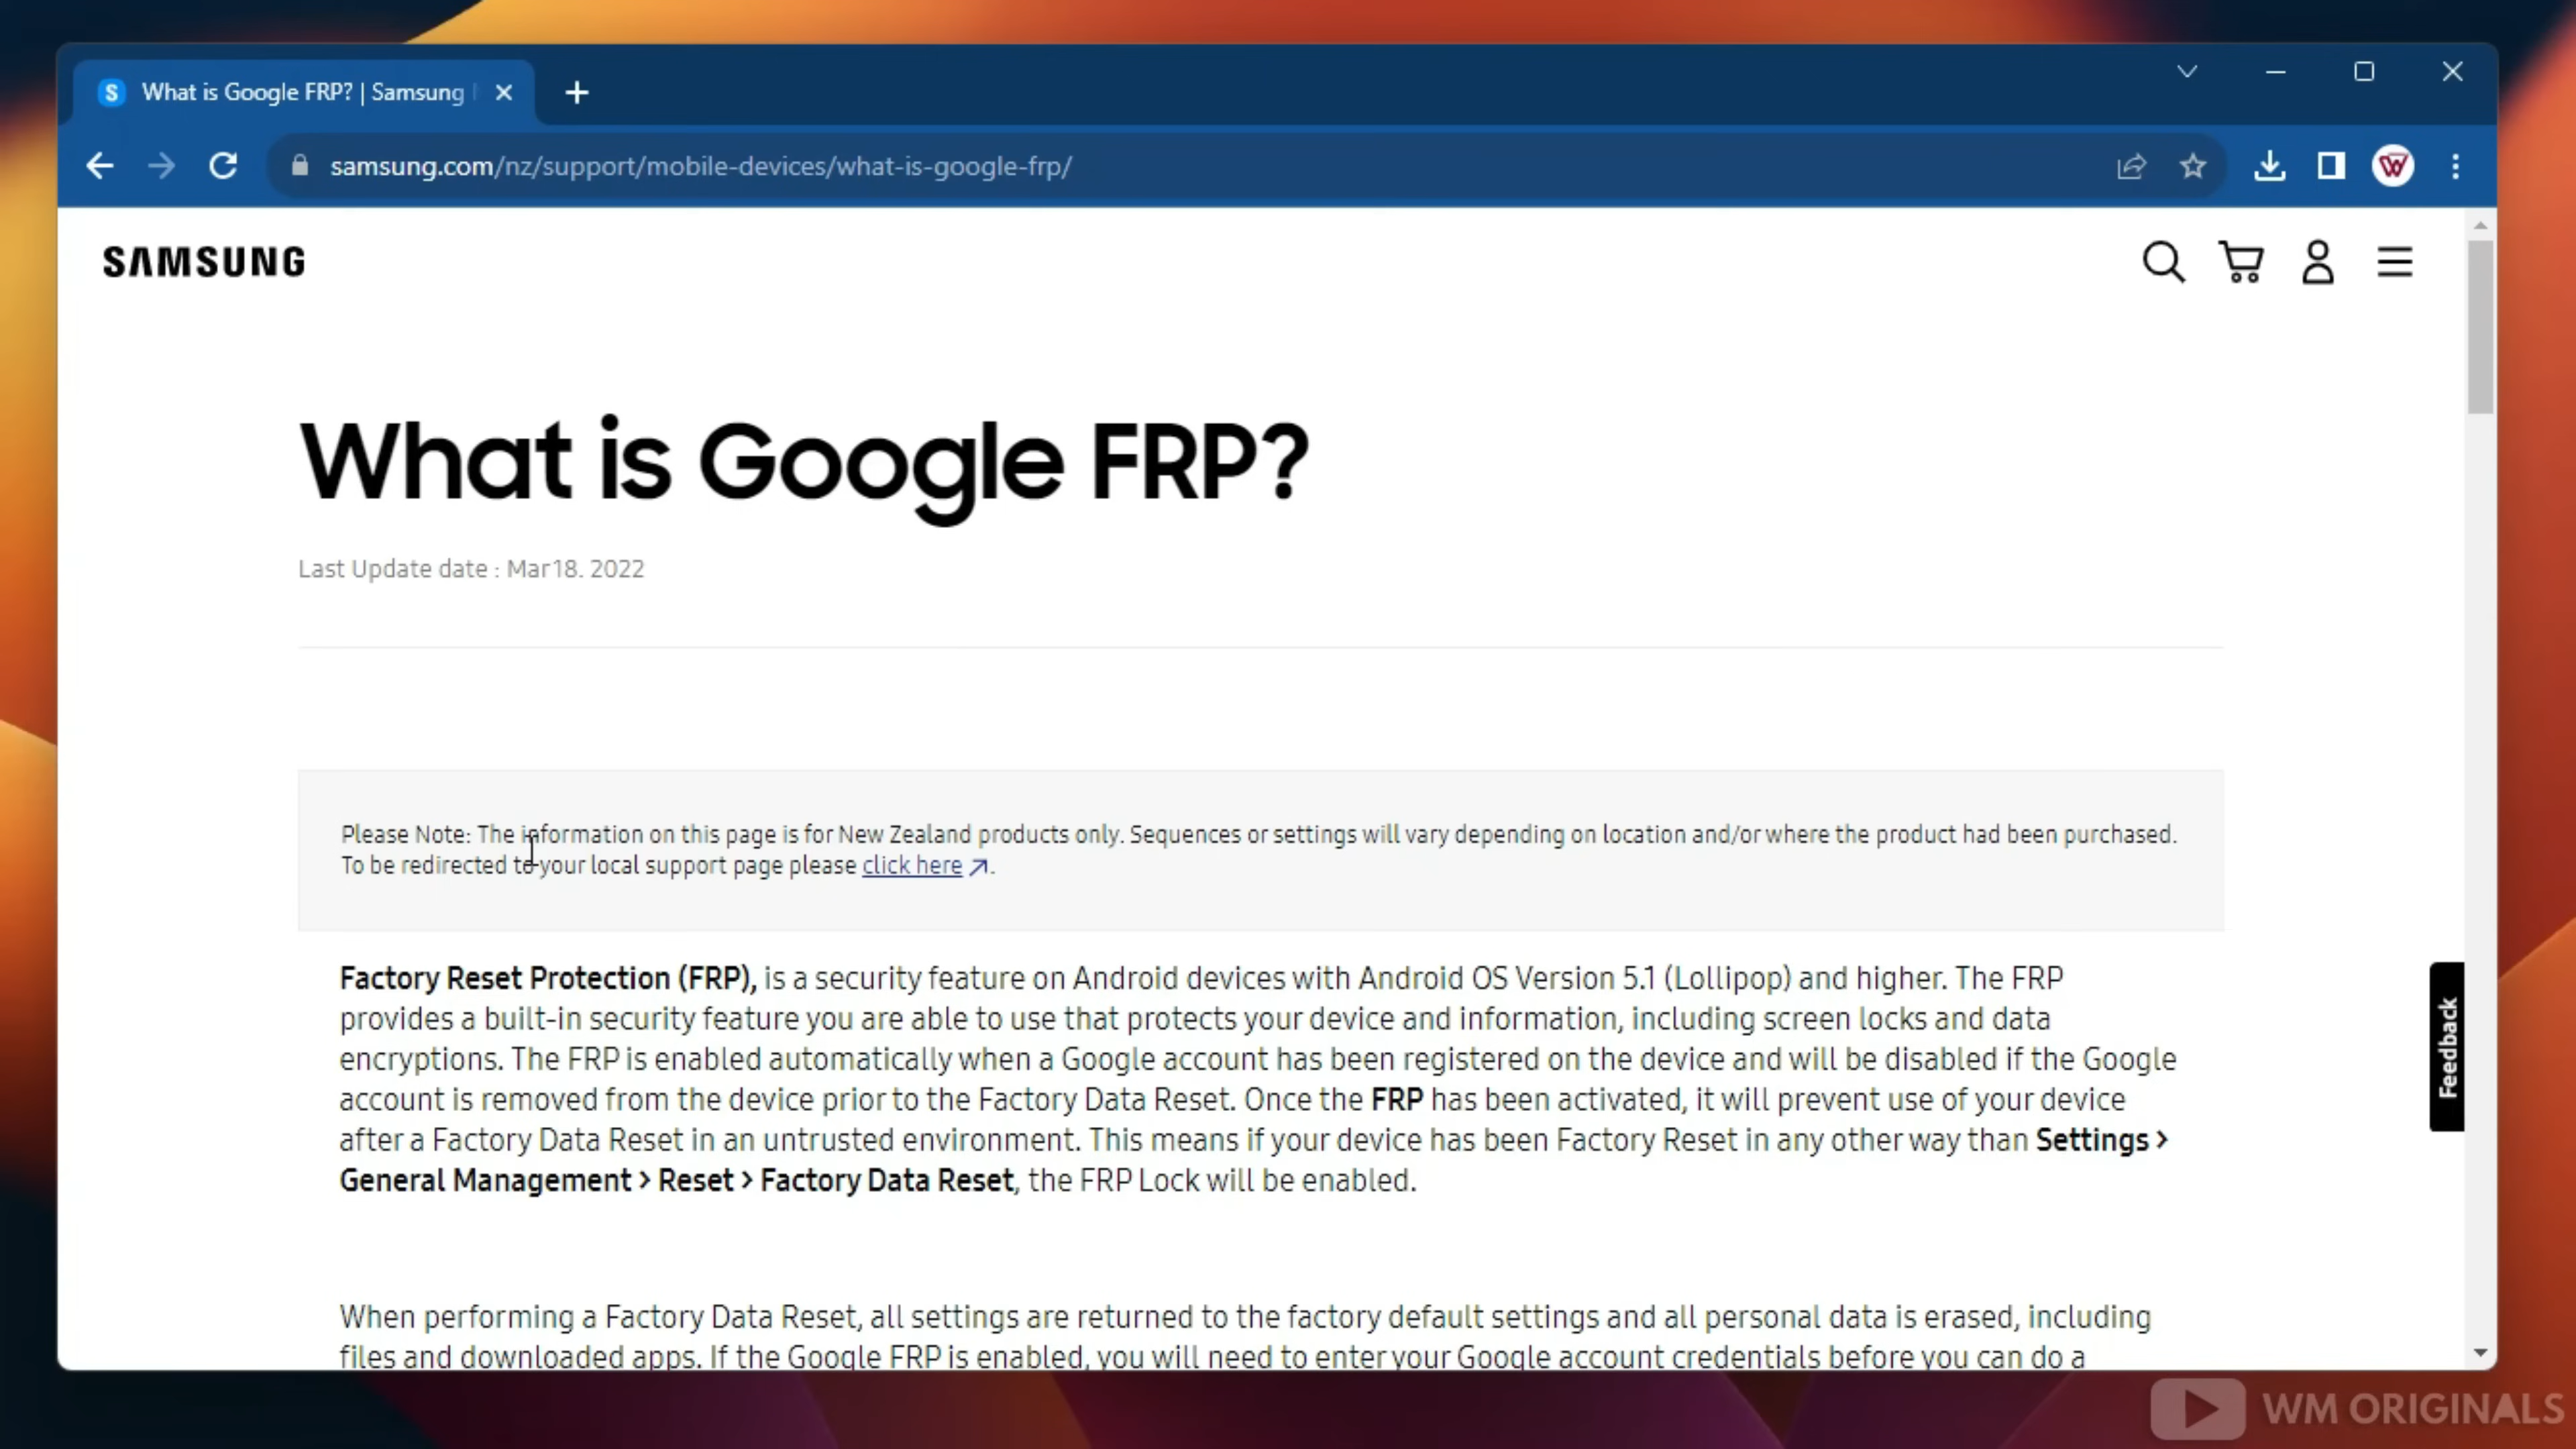 What is Google FRP? | Samsung
samsung.com/nz/support/mobile-devices/what-is-google-frp/
SAMSUNG
What is Google FRP?
Last Update date : Mar 18. 2022
Please Note: The information on this page is for New Zealand products only. Sequences or settings will vary depending on location and/or where the product had been purchased.
To be redirected to your local support page please click here ↗.
Factory Reset Protection (FRP), is a security feature on Android devices with Android OS Version 5.1 (Lollipop) and higher. The FRP
provides a built-in security feature you are able to use that protects your device and information, including screen locks and data
encryptions. The FRP is enabled automatically when a Google account has been registered on the device and will be disabled if the Google
account is removed from the device prior to the Factory Data Reset. Once the FRP has been activated, it will prevent use of your device
after a Factory Data Reset in an untrusted environment. This means if your device has been Factory Reset in any other way than Settings >
General Management > Reset > Factory Data Reset, the FRP Lock will be enabled.
Feedback
When performing a Factory Data Reset, all settings are returned to the factory default settings and all personal data is erased, including
files and downloaded apps. If the Google FRP is enabled, you will need to enter your Google account credentials before you can do a
WM ORIGINALS